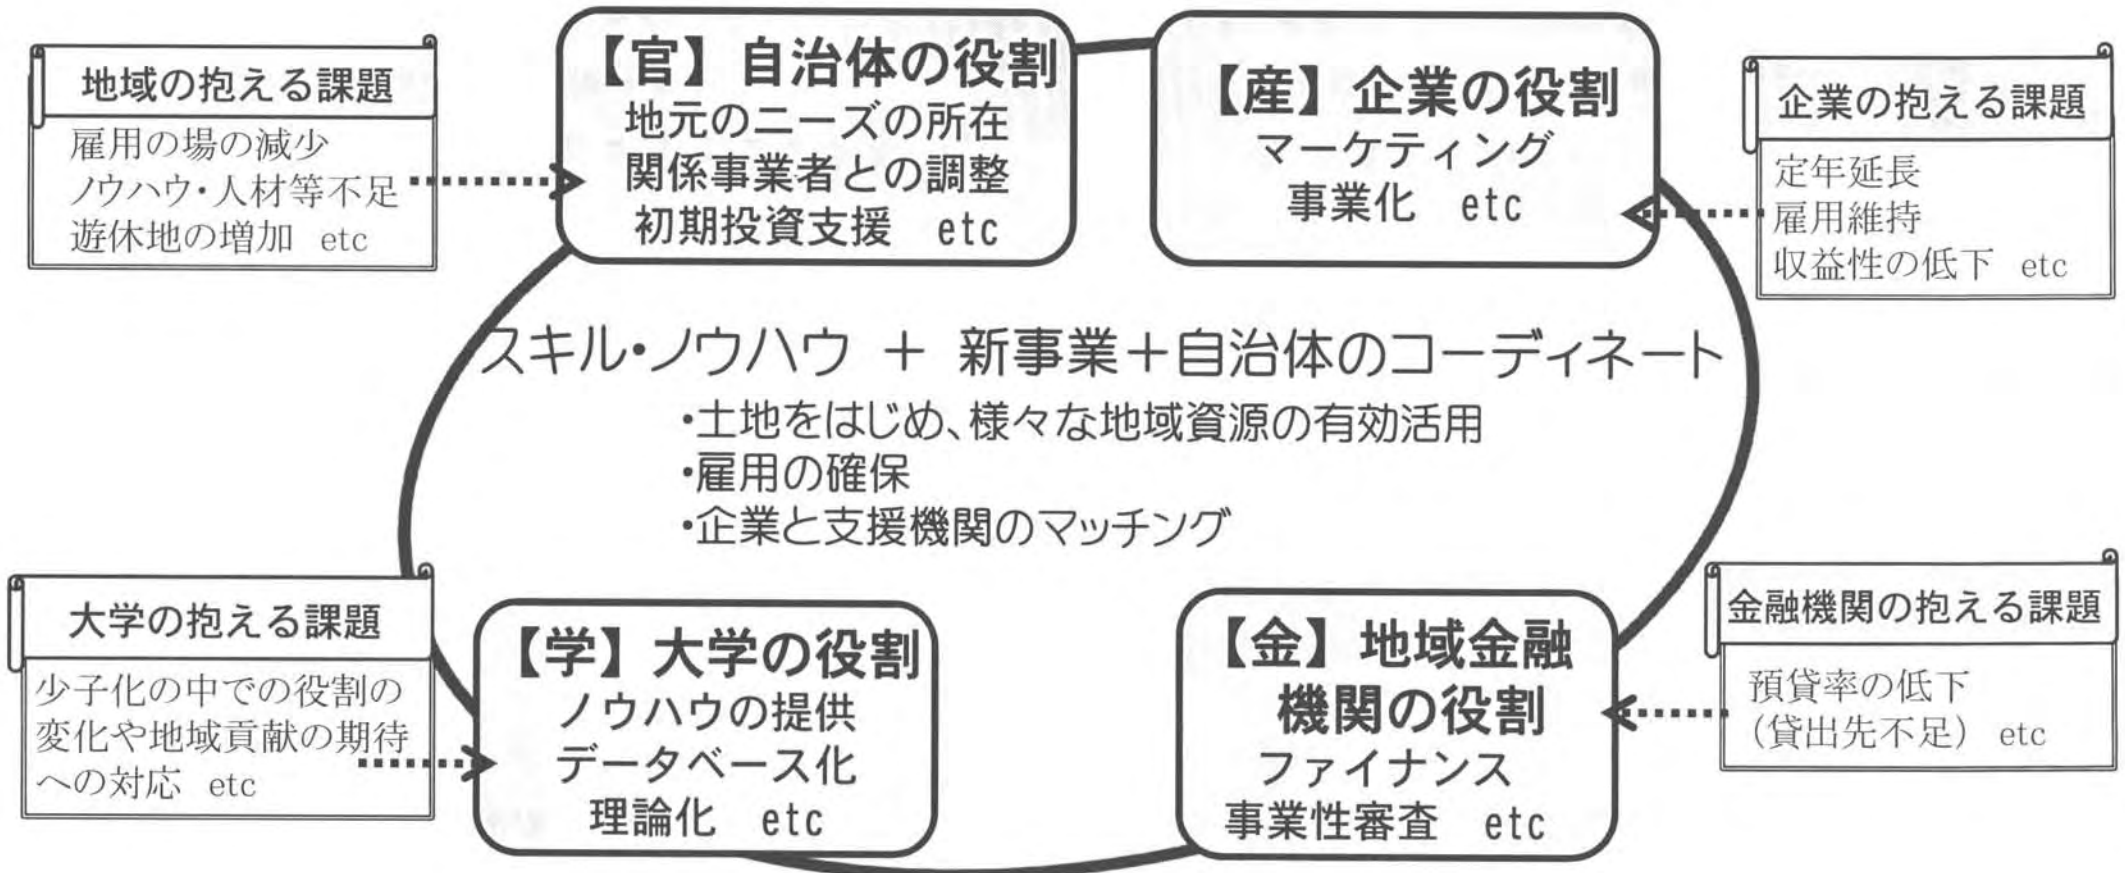 地域の抱える課題
雇用の場の減少
ノウハウ・人材等不足
遊休地の増加 etc
【官】自治体の役割
地元のニーズの所在
関係事業者との調整
初期投資支援 etc
【産】企業の役割
マーケティング
事業化 etc
企業の抱える課題
定年延長
雇用維持
収益性の低下 etc
スキル・ノウハウ + 新事業+自治体のコーディネート
・土地をはじめ、様々な地域資源の有効活用
・雇用の確保
・企業と支援機関のマッチング
大学の抱える課題
少子化の中での役割の
変化や地域貢献の期待
への対応 etc
【学】大学の役割
ノウハウの提供
データベース化
理論化 etc
【金】地域金融
機関の役割
ファイナンス
事業性審査 etc
金融機関の抱える課題
預貸率の低下
(貸出先不足) etc